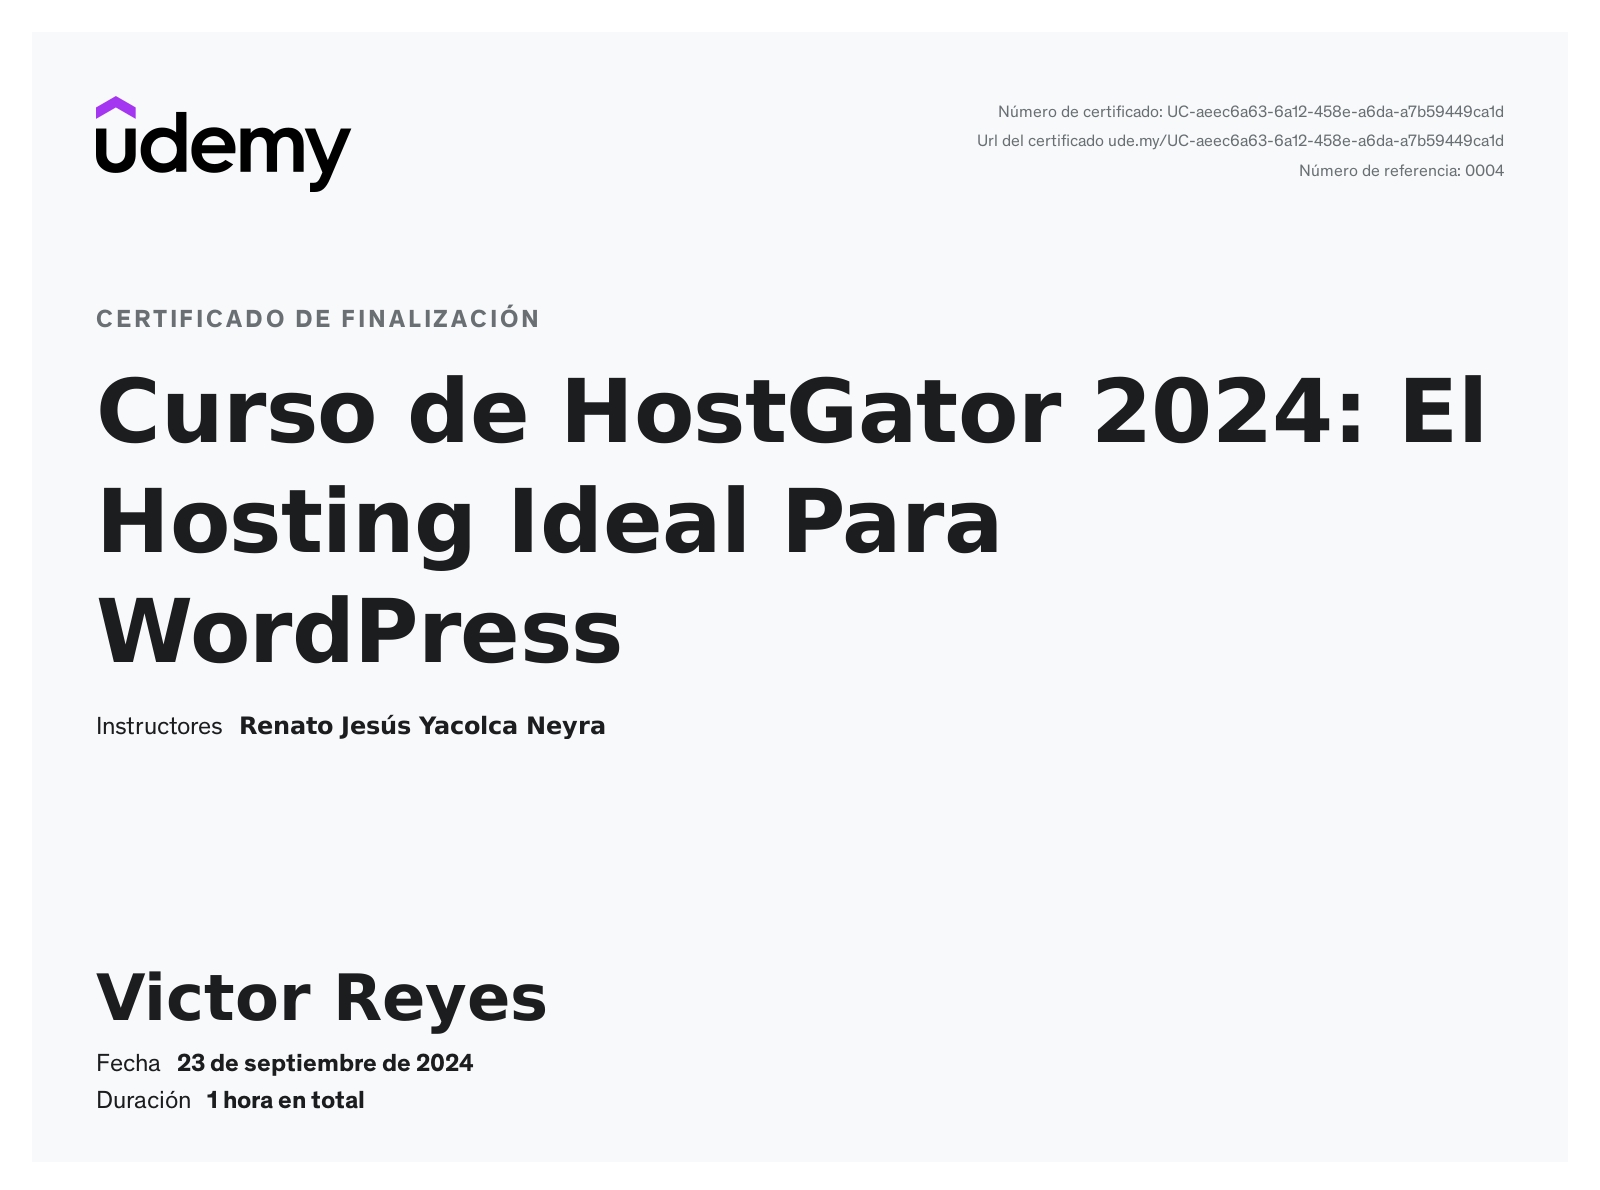 udemy
Número de certificado: UC-aeec6a63-6a12-458e-a6da-a7b59449ca1d
Url del certificado ude.my/UC-aeec6a63-6a12-458e-a6da-a7b59449ca1d
Número de referencia: 0004
CERTIFICADO DE FINALIZACIÓN
Curso de HostGator 2024: El
Hosting Ideal Para
WordPress
Instructores Renato Jesús Yacolca Neyra
Victor Reyes
Fecha 23 de septiembre de 2024
Duración 1 hora en total